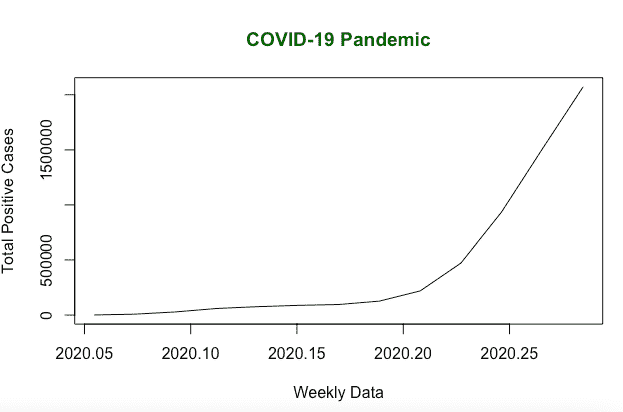 COVID-19 Pandemic
Total Positive Cases
1500000
500000
0
2020.05 2020.10 2020.15 2020.20 2020.25
Weekly Data